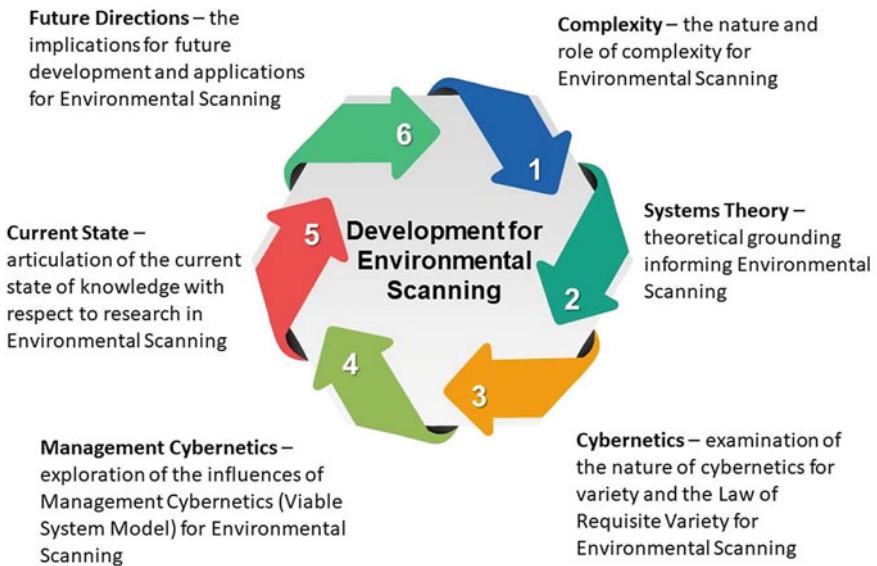 Future Directions – the
implications for future
development and applications
for Environmental Scanning
Complexity – the nature and
role of complexity for
Environmental Scanning
6
1
Current State –
articulation of the current
state of knowledge with
respect to research in
Environmental Scanning
5
Development for
Environmental
Scanning
Systems Theory –
theoretical grounding
informing Environmental
Scanning
2
4
3
Management Cybernetics –
exploration of the influences of
Management Cybernetics (Viable
System Model) for Environmental
Scanning
Cybernetics – examination of
the nature of cybernetics for
variety and the Law of
Requisite Variety for
Environmental Scanning